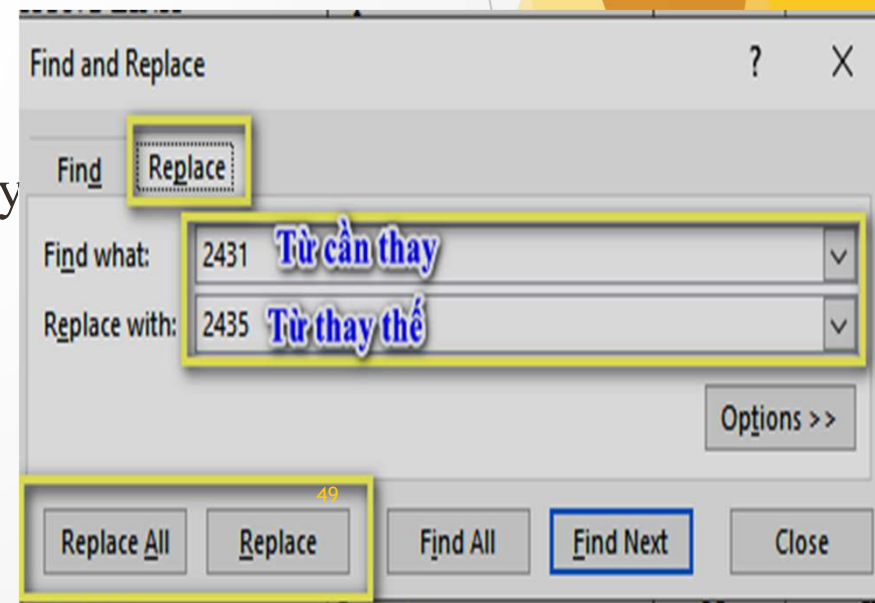 Find and Replace ? X
Find Replace
y
Find what: 2431 Từ cần thay
Replace with: 2435 Từ thay thế
Options >>
49
Replace All Replace Find All Find Next Close